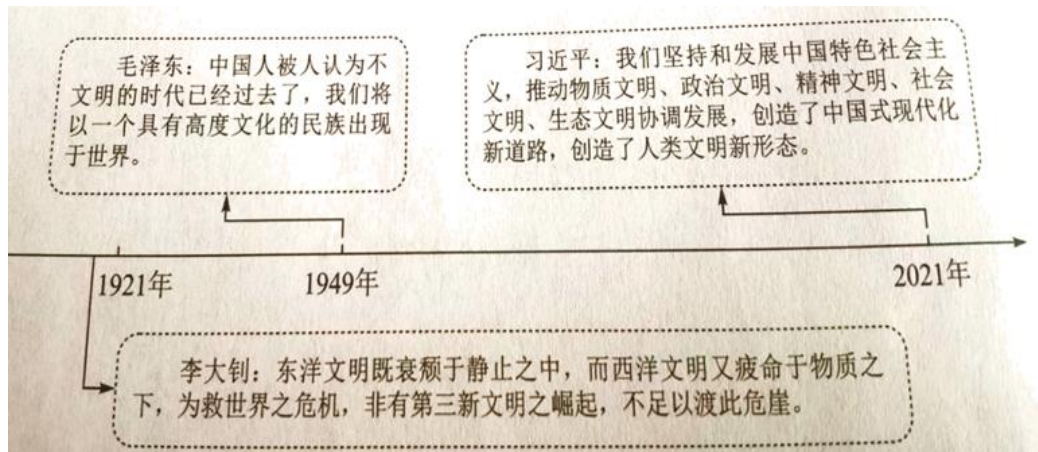 毛泽东：中国人被人认为不
文明的时代已经过去了，我们将
以一个具有高度文化的民族出现
于世界。
习近平：我们坚持和发展中国特色社会主
义，推动物质文明、政治文明、精神文明、社会
文明、生态文明协调发展，创造了中国式现代化
新道路，创造了人类文明新形态。
1921年
1949年
2021年
李大钊：东洋文明既衰颓于静止之中，而西洋文明又疲命于物质之
下，为救世界之危机，非有第三新文明之崛起，不足以渡此危崖。